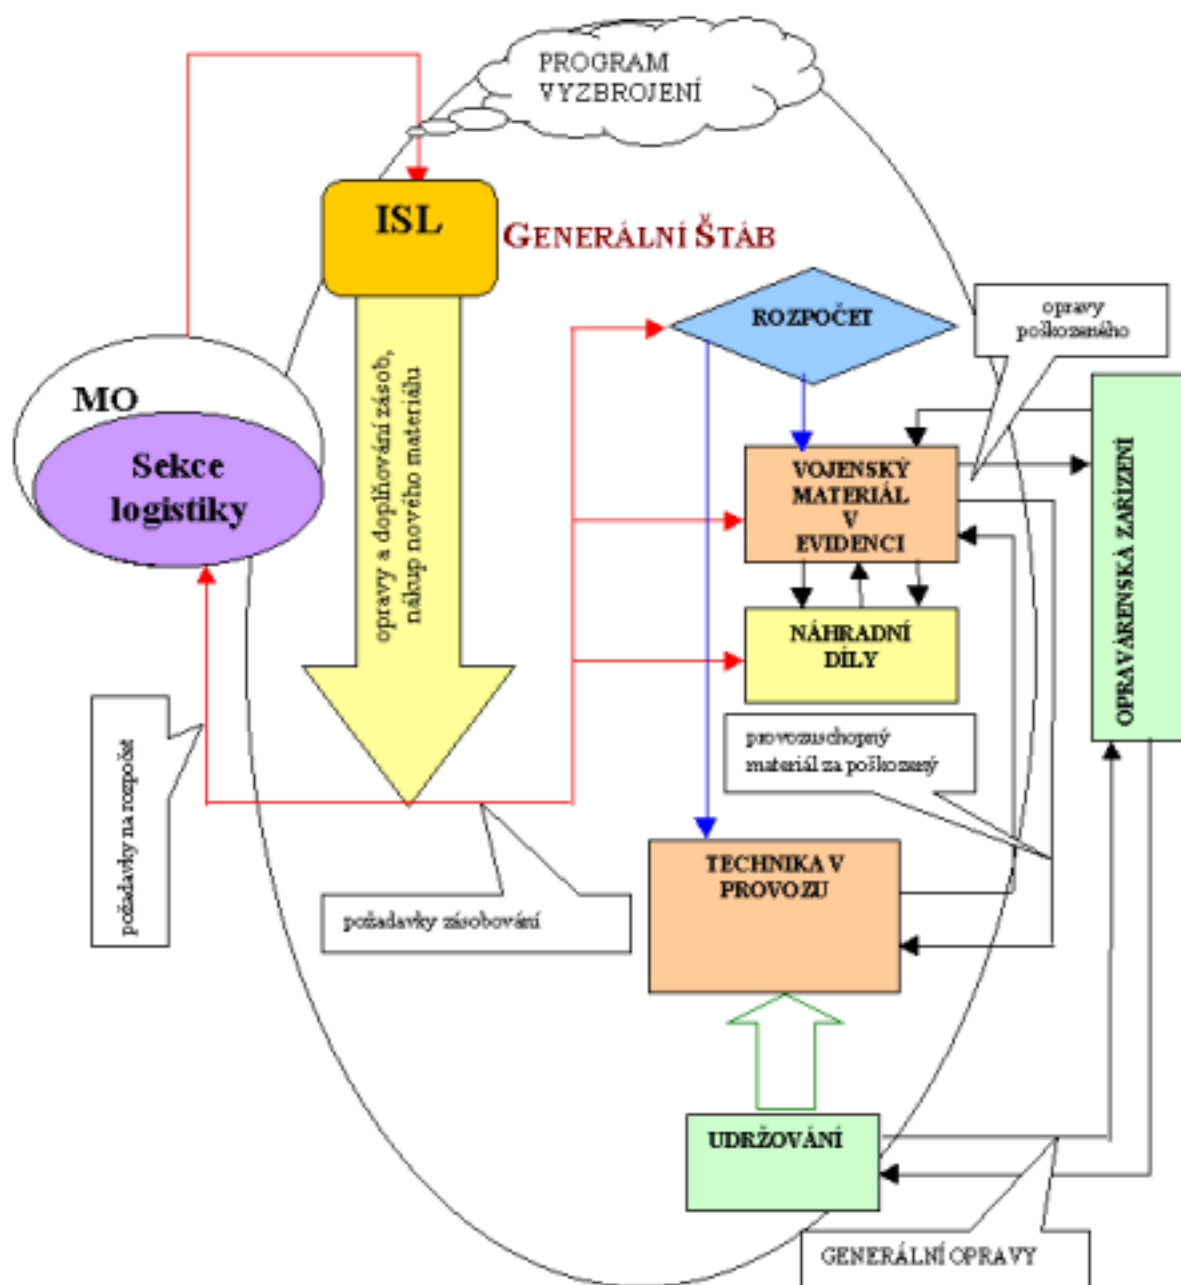 PROGRAM
VYZBROJENÍ
ISL
GENERÁLNÍ ŠTÁB
ROZPOČET
opravy
poškozeného
MO
Sekce
logistiky
opravy a doplňování zásob,
nákup nového materiálu
VOJENSKÝ
MATERIÁL
V
EVIDENCI
OPRAVÁRENSKÁ ZAŘÍZENÍ
NÁHRADNÍ
DÍLY
požadavky na rozpočet
provozuschopný
materiál za poškozený
TECHNIKA V
PROVOZU
požadavky zásobování
UDRŽOVÁNÍ
GENERÁLNÍ OPRAVY